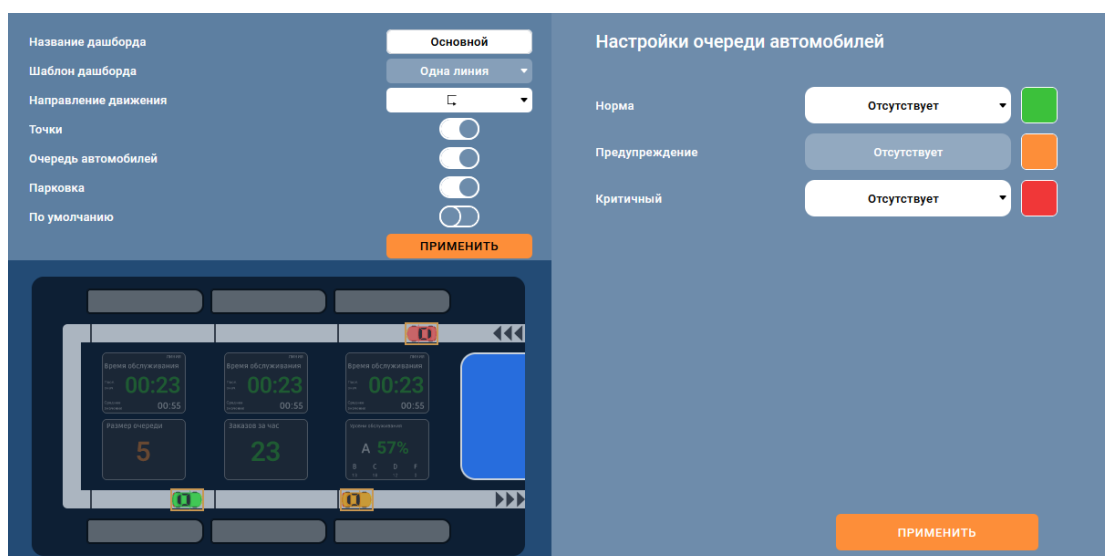 Название дашборда
Основной
Шаблон дашборда
Одна линия
Направление движения
Точки
Очередь автомобилей
Парковка
По умолчанию
ПРИМЕНИТЬ
Время обслуживания
00:23
00:55
Время обслуживания
00:23
00:55
Время обслуживания
00:23
00:55
Размер очереди
5
Заказов за час
23
A 57%
B C D F
Настройки очереди автомобилей
Норма
Отсутствует
Предупреждение
Отсутствует
Критичный
Отсутствует
ПРИМЕНИТЬ